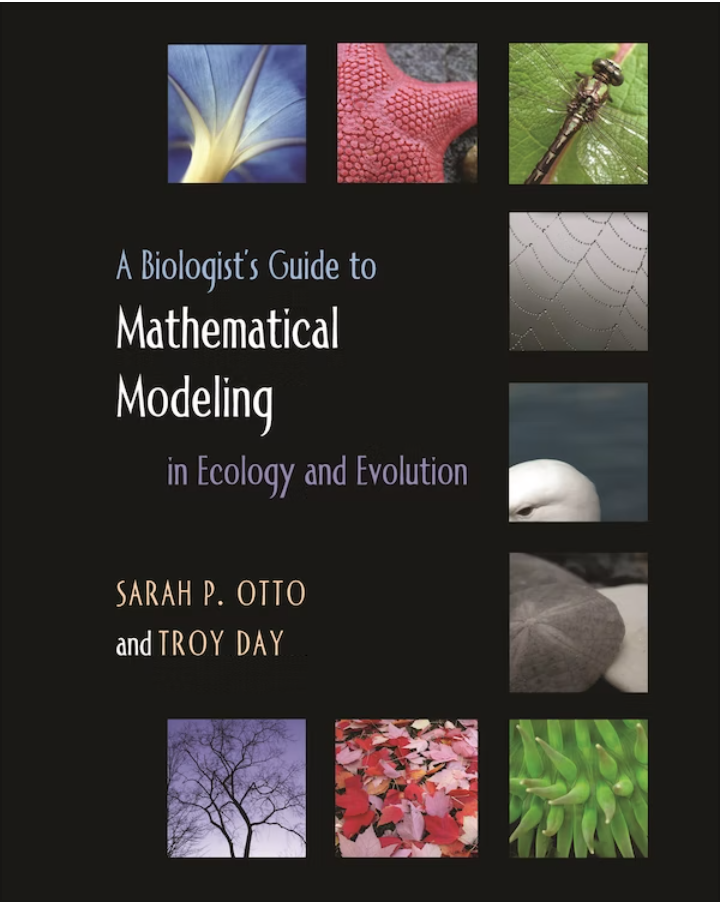 A Biologist's Guide to
Mathematical
Modeling
in Ecology and Evolution
SARAH P. OTTO
and TROY DAY